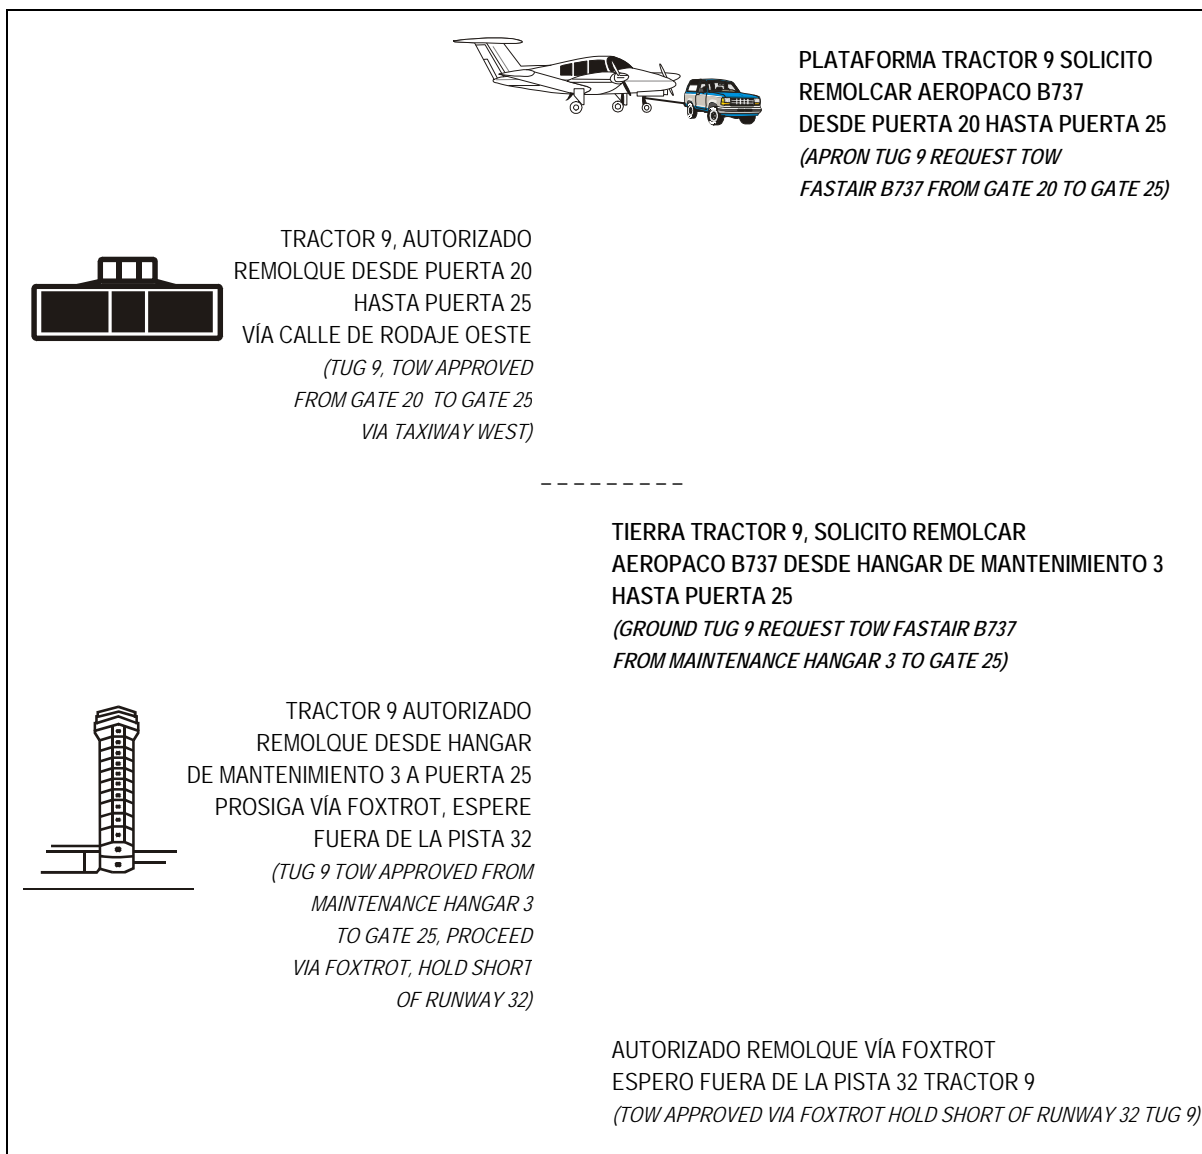 PLATAFORMA TRACTOR 9 SOLICITO
REMOLCAR AEROPACO B737
DESDE PUERTA 20 HASTA PUERTA 25
(APRON TUG 9 REQUEST TOW
FASTAIR B737 FROM GATE 20 TO GATE 25)
TRACTOR 9, AUTORIZADO
REMOLQUE DESDE PUERTA 20
HASTA PUERTA 25
VÍA CALLE DE RODAJE OESTE
(TUG 9, TOW APPROVED
FROM GATE 20 TO GATE 25
VIA TAXIWAY WEST)
_ _ _ _ _ _ _ _ _
TIERRA TRACTOR 9, SOLICITO REMOLCAR
AEROPACO B737 DESDE HANGAR DE MANTENIMIENTO 3
HASTA PUERTA 25
(GROUND TUG 9 REQUEST TOW FASTAIR B737
FROM MAINTENANCE HANGAR 3 TO GATE 25)
TRACTOR 9 AUTORIZADO
REMOLQUE DESDE HANGAR
DE MANTENIMIENTO 3 A PUERTA 25
PROSIGA VÍA FOXTROT, ESPERE
FUERA DE LA PISTA 32
(TUG 9 TOW APPROVED FROM
MAINTENANCE HANGAR 3
TO GATE 25, PROCEED
VIA FOXTROT, HOLD SHORT
OF RUNWAY 32)
AUTORIZADO REMOLQUE VÍA FOXTROT
ESPERO FUERA DE LA PISTA 32 TRACTOR 9
(TOW APPROVED VIA FOXTROT HOLD SHORT OF RUNWAY 32 TUG 9)